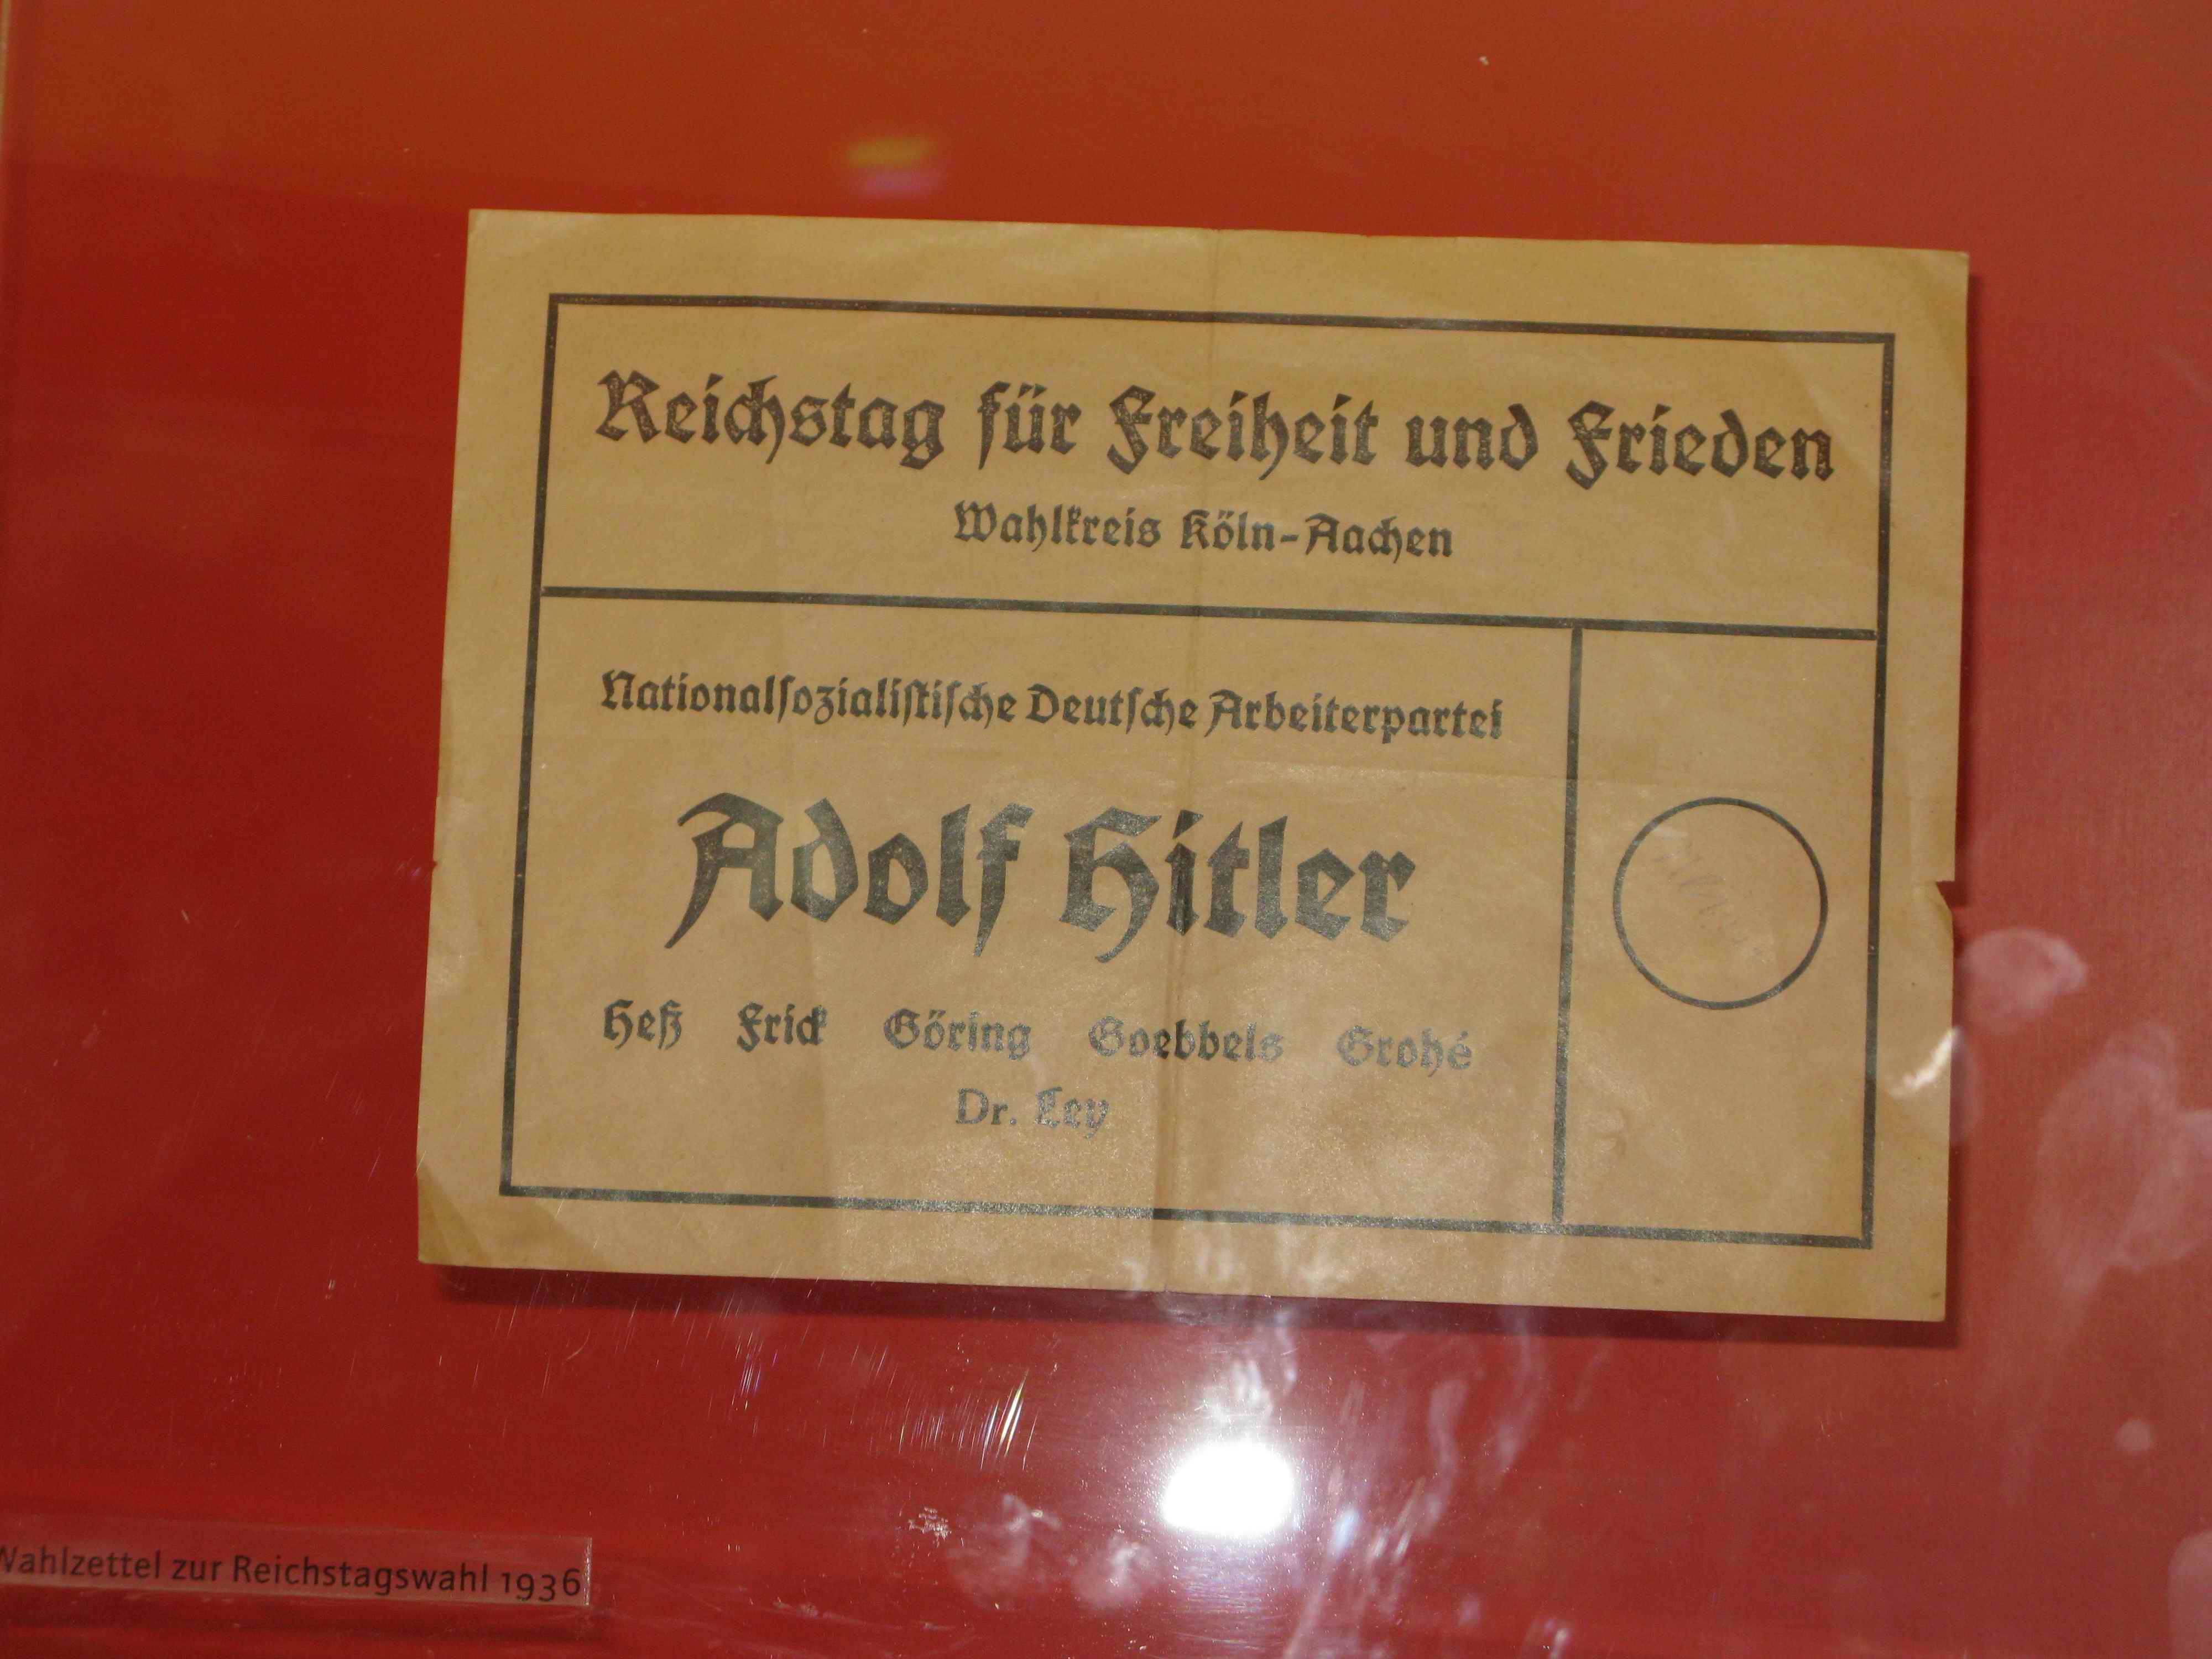 Reichstag für Freiheit und Frieden
Wahlkreis Köln-Aachen
Nationalſozialiſtiſche Deutſche Arbeiterpartei
Adolf Hitler
Heß Frick Göring Goebbels Grohé
Dr. Ley
Wahlzettel zur Reichstagswahl 1936